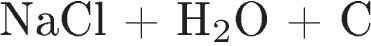 NaCl + H₂O + C